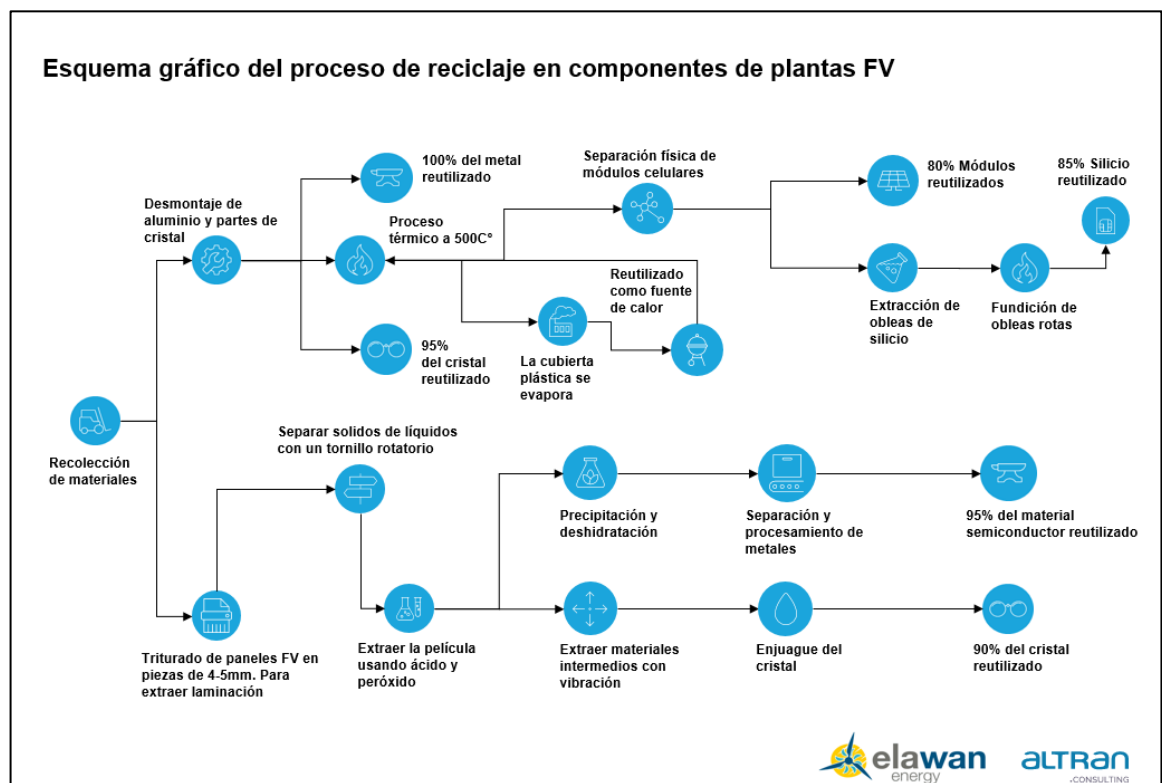 Esquema gráfico del proceso de reciclaje en componentes de plantas FV
100% del metal
reutilizado
Separación física de
módulos celulares
80% Módulos
reutilizados
85% Silicio
reutilizado
Desmontaje de
aluminio y partes de
cristal
Proceso
térmico a 500C°
Reutilizado
como fuente
de calor
Extracción de
obleas de
silicio
Fundición de
obleas rotas
95%
del cristal
reutilizado
La cubierta
plástica se
evapora
Recolección
de materiales
Separar solidos de líquidos
con un tornillo rotatorio
Precipitación y
deshidratación
Separación y
procesamiento de
metales
95% del material
semiconductor reutilizado
Triturado de paneles FV en
piezas de 4-5mm. Para
extraer laminación
Extraer la película
usando ácido y
peróxido
Extraer materiales
intermedios con
vibración
Enjuague del
cristal
90% del cristal
reutilizado
elawan
energy
ALTRAN
.CONSULTING